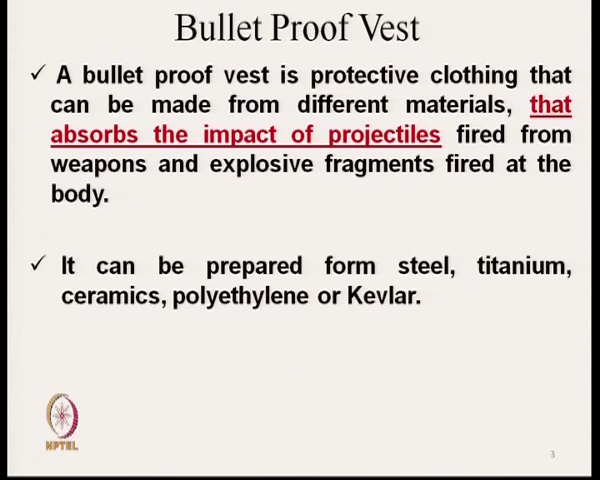 Bullet Proof Vest
✓ A bullet proof vest is protective clothing that
can be made from different materials, that
absorbs the impact of projectiles fired from
weapons and explosive fragments fired at the
body.
✓ It can be prepared form steel, titanium,
ceramics, polyethylene or Kevlar.
NPTEL
3